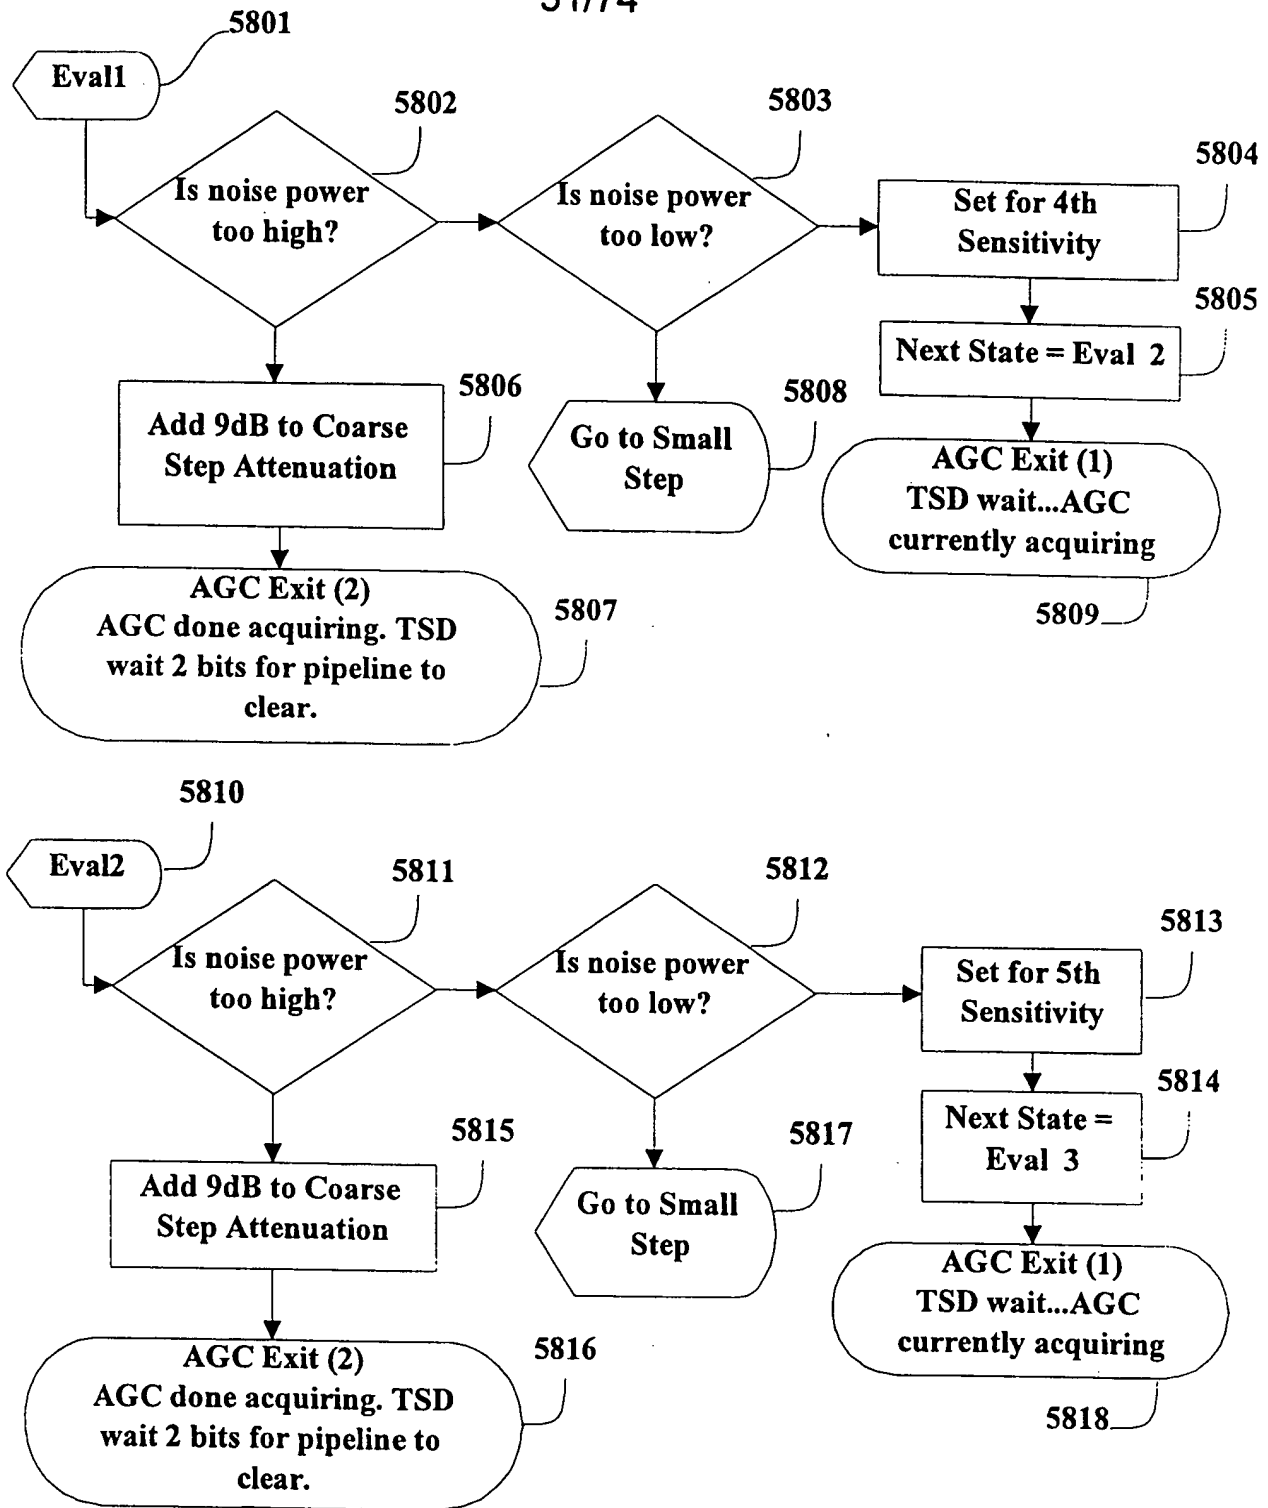 5801
Eval1
5802
5803
5804
Is noise power
too high?
Is noise power
too low?
Set for 4th
Sensitivity
5805
Next State = Eval 2
5806
5808
Add 9dB to Coarse
Step Attenuation
Go to Small
Step
AGC Exit (1)
TSD wait...AGC
currently acquiring
5809
AGC Exit (2)
AGC done acquiring. TSD
wait 2 bits for pipeline to
clear.
5807
5810
Eval2
5811
5812
5813
Is noise power
too high?
Is noise power
too low?
Set for 5th
Sensitivity
5814
Next State =
Eval 3
5815
5817
Add 9dB to Coarse
Step Attenuation
Go to Small
Step
AGC Exit (1)
TSD wait...AGC
currently acquiring
5818
AGC Exit (2)
AGC done acquiring. TSD
wait 2 bits for pipeline to
clear.
5816